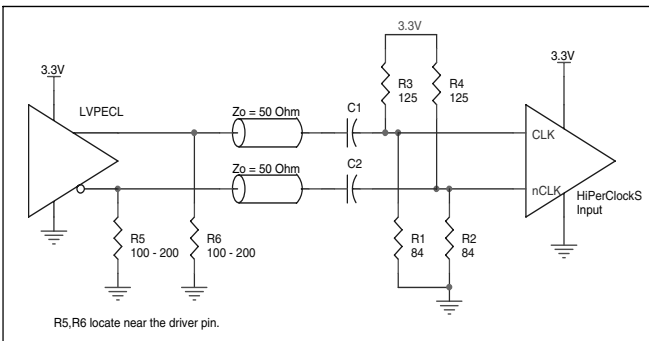 3.3V
3.3V
3.3V
LVPECL
R3
125
R4
125
Zo = 50 Ohm
C1
CLK
Zo = 50 Ohm
C2
nCLK
HiPerClockS
Input
R5
100 - 200
R6
100 - 200
R1
84
R2
84
R5,R6 locate near the driver pin.